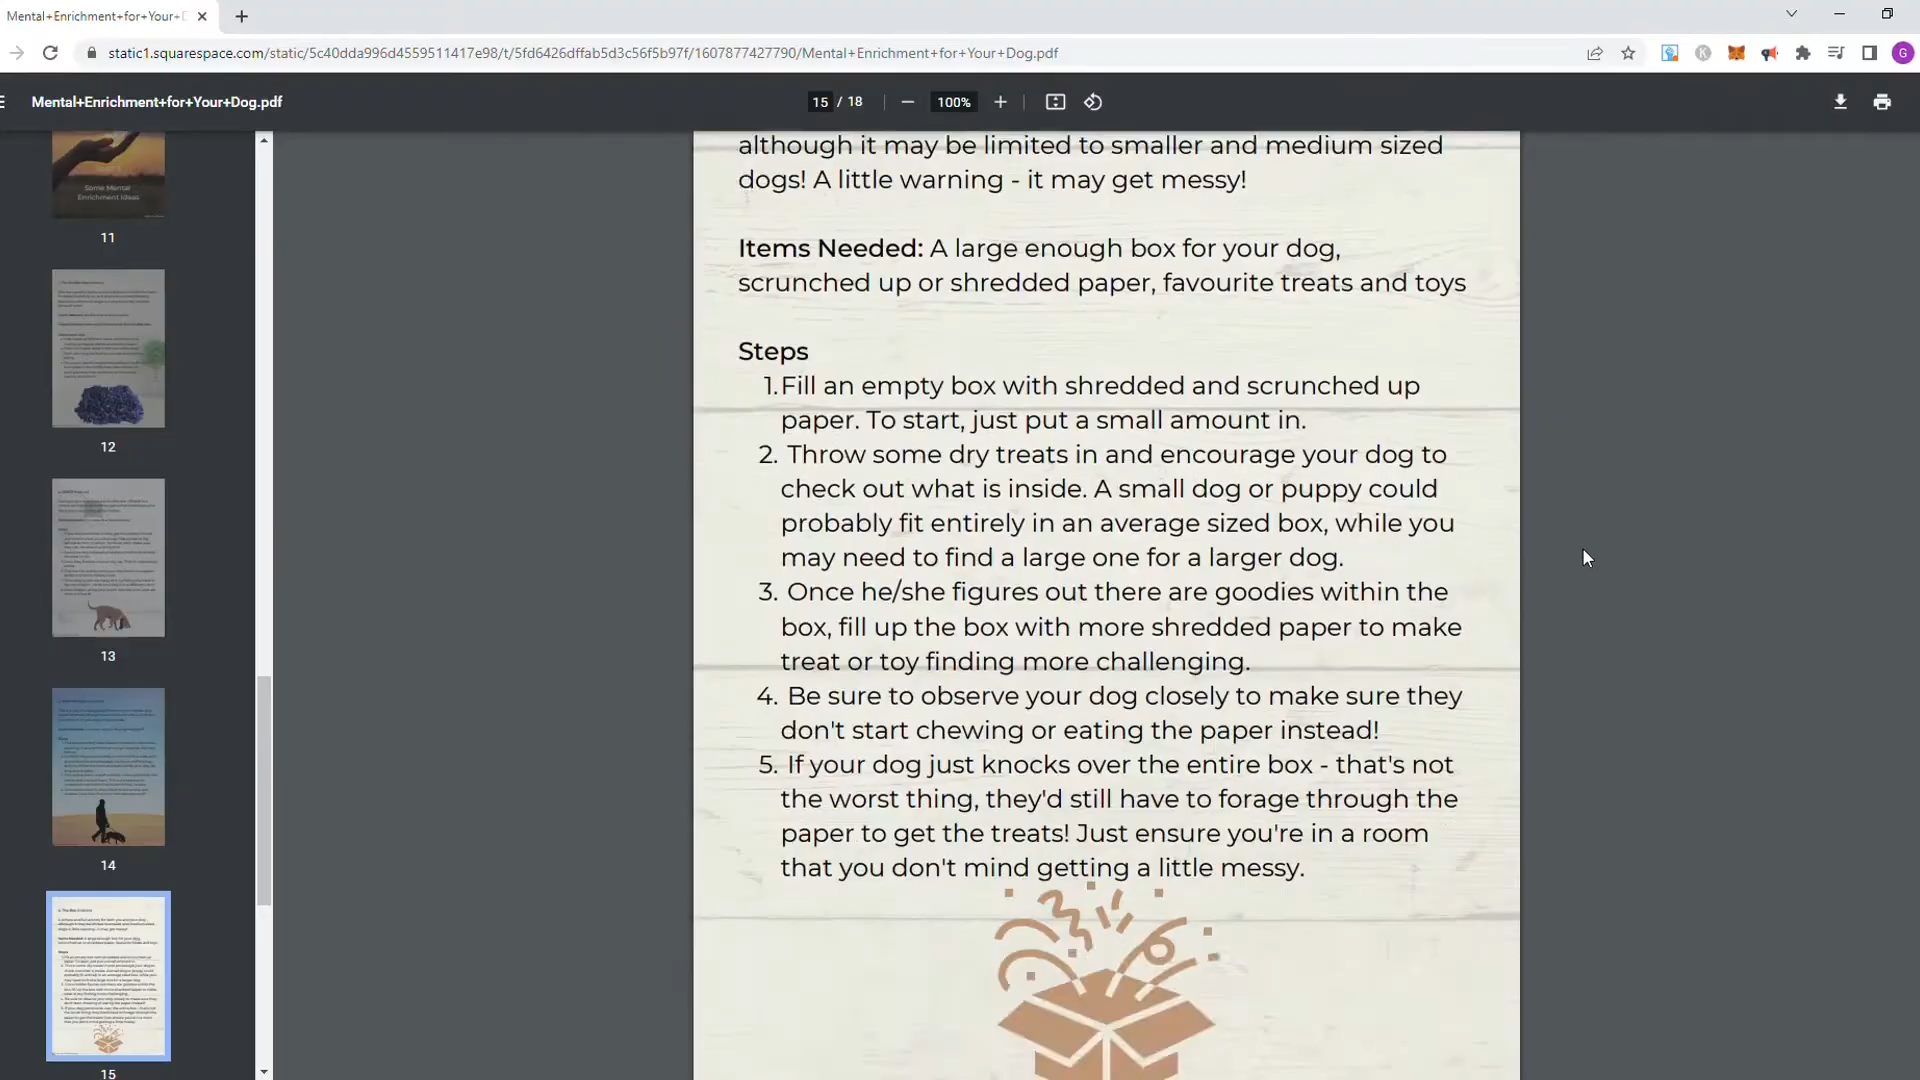 Mental+Enrichment+for+Your+D
static1.squarespace.com/static/5c40dda996d4559511417e98/t/5fd6426dffab5d3c56f5b97f/1607877427790/Mental+Enrichment+for+Your+Dog.pdf
K
G
Mental+Enrichment+for+Your+Dog.pdf
15 / 18
100%
Some Mental
Enrichment Ideas
11
12
13
14
15
although it may be limited to smaller and medium sized
dogs! A little warning - it may get messy!
Items Needed: A large enough box for your dog,
scrunched up or shredded paper, favourite treats and toys
Steps
1. Fill an empty box with shredded and scrunched up
paper. To start, just put a small amount in.
2. Throw some dry treats in and encourage your dog to
check out what is inside. A small dog or puppy could
probably fit entirely in an average sized box, while you
may need to find a large one for a larger dog.
3. Once he/she figures out there are goodies within the
box, fill up the box with more shredded paper to make
treat or toy finding more challenging.
4. Be sure to observe your dog closely to make sure they
don't start chewing or eating the paper instead!
5. If your dog just knocks over the entire box - that's not
the worst thing, they'd still have to forage through the
paper to get the treats! Just ensure you're in a room
that you don't mind getting a little messy.